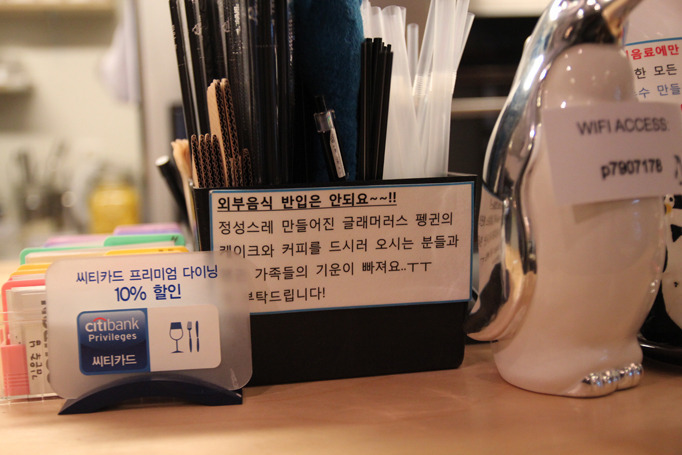 외부음식 반입은 안되요~~!!
정성스레 만들어진 글래머러스 펭귄의
케이크와 커피를 드시러 오시는 분들과
가족들의 기운이 빠져요..ㅜㅜ
부탁드립니다!
씨티카드 프리미엄 다이닝
10% 할인
citibank
Privileges
씨티카드
WIFI ACCESS:
p7907178
음료에만
한 모든
수 만들